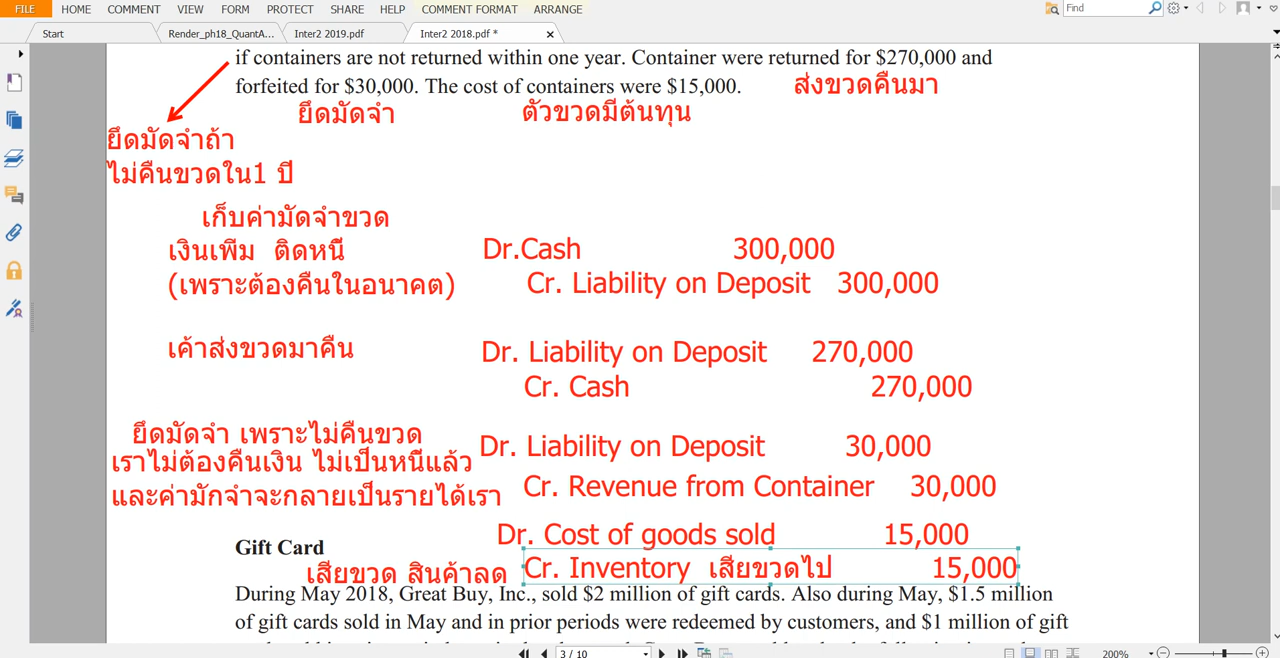 FILE HOME COMMENT VIEW FORM PROTECT SHARE HELP COMMENT FORMAT ARRANGE Find
Start Render_ph18_QuantA... Inter2 2019.pdf Inter2 2018.pdf * ×
if containers are not returned within one year. Container were returned for $270,000 and
forfeited for $30,000. The cost of containers were $15,000. ส่งขวดคืนมา
ยึดมัดจำ ตัวขวดมีต้นทุน
ยึดมัดจำถ้า
ไม่คืนขวดใน1 ปี
เก็บค่ามัดจำขวด
เงินเพิ่ม ติดหนี้ Dr.Cash 300,000
(เพราะต้องคืนในอนาคต) Cr. Liability on Deposit 300,000
เค้าส่งขวดมาคืน Dr. Liability on Deposit 270,000
Cr. Cash 270,000
ยึดมัดจำ เพราะไม่คืนขวด Dr. Liability on Deposit 30,000
เราไม่ต้องคืนเงิน ไม่เป็นหนี้แล้ว
และค่ามักจำจะกลายเป็นรายได้เรา Cr. Revenue from Container 30,000
Dr. Cost of goods sold 15,000
Gift Card
เสียขวด สินค้าลด Cr. Inventory เสียขวดไป 15,000
During May 2018, Great Buy, Inc., sold $2 million of gift cards. Also during May, $1.5 million
of gift cards sold in May and in prior periods were redeemed by customers, and $1 million of gift
3 / 10 200%